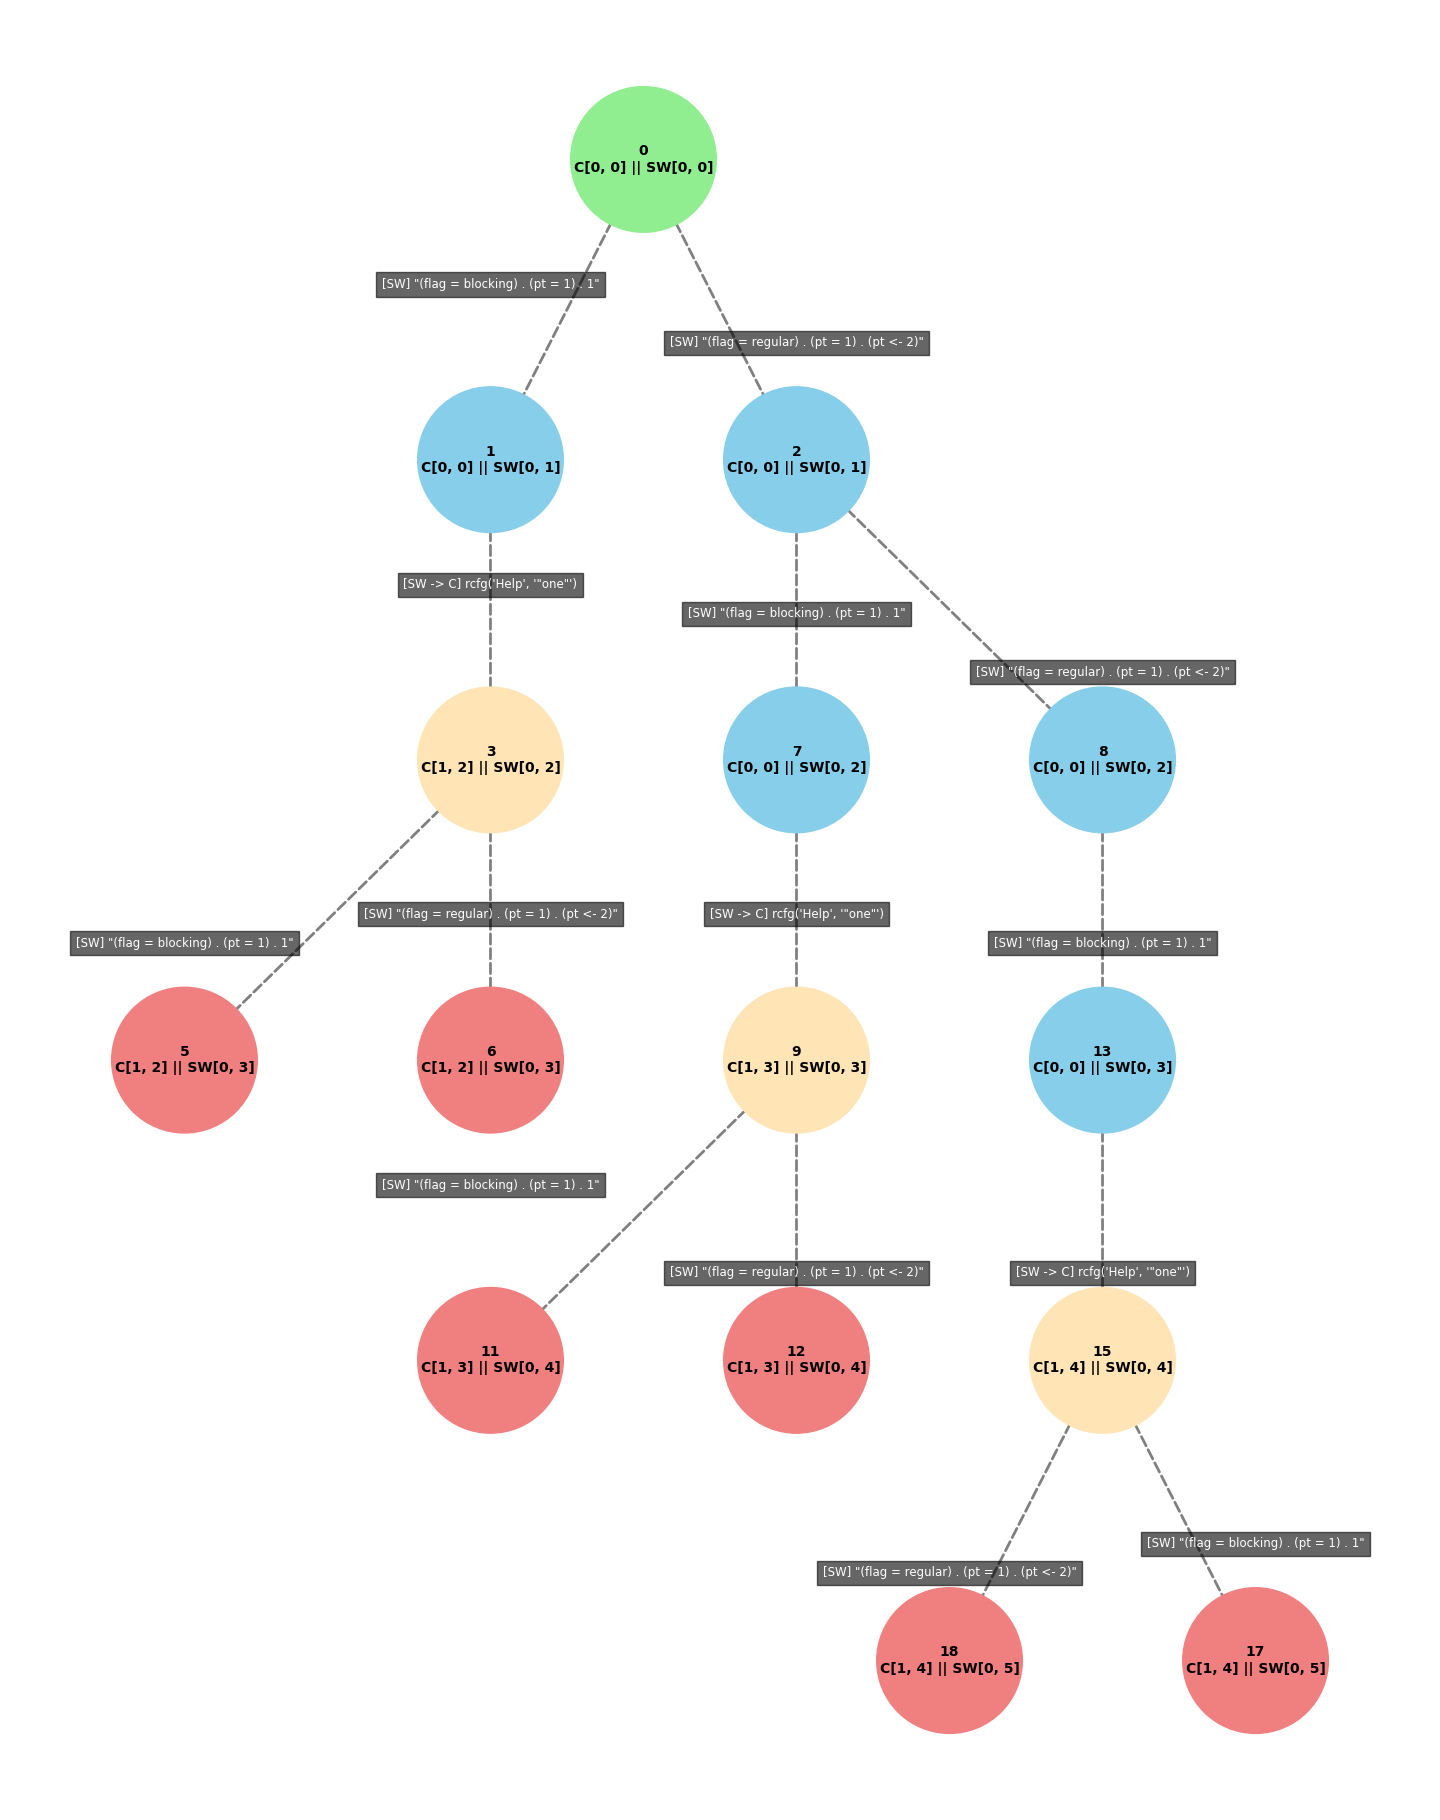 0
C[0, 0] || SW[0, 0]
[SW] "(flag = blocking) . (pt = 1) . 1"
[SW] "(flag = regular) . (pt = 1) . (pt <- 2)"
1
C[0, 0] || SW[0, 1]
2
C[0, 0] || SW[0, 1]
[SW -> C] rcfg('Help', '"one"')
[SW] "(flag = blocking) . (pt = 1) . 1"
[SW] "(flag = regular) . (pt = 1) . (pt <- 2)"
3
C[1, 2] || SW[0, 2]
7
C[0, 0] || SW[0, 2]
8
C[0, 0] || SW[0, 2]
[SW] "(flag = regular) . (pt = 1) . (pt <- 2)"
[SW -> C] rcfg('Help', '"one"')
[SW] "(flag = blocking) . (pt = 1) . 1"
[SW] "(flag = blocking) . (pt = 1) . 1"
5
C[1, 2] || SW[0, 3]
6
C[1, 2] || SW[0, 3]
9
C[1, 3] || SW[0, 3]
13
C[0, 0] || SW[0, 3]
[SW] "(flag = blocking) . (pt = 1) . 1"
[SW] "(flag = regular) . (pt = 1) . (pt <- 2)"
[SW -> C] rcfg('Help', '"one"')
11
C[1, 3] || SW[0, 4]
12
C[1, 3] || SW[0, 4]
15
C[1, 4] || SW[0, 4]
[SW] "(flag = blocking) . (pt = 1) . 1"
[SW] "(flag = regular) . (pt = 1) . (pt <- 2)"
18
C[1, 4] || SW[0, 5]
17
C[1, 4] || SW[0, 5]